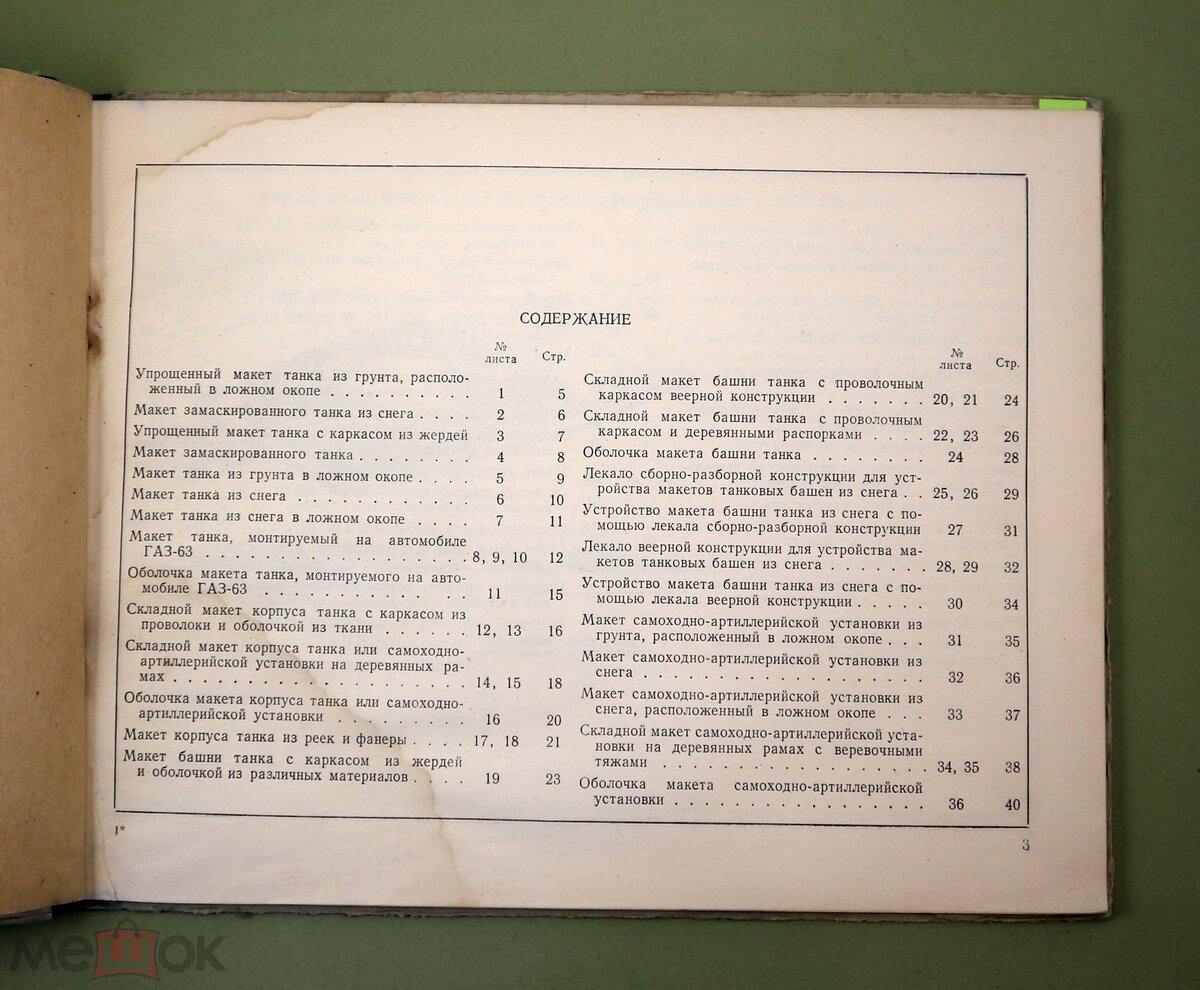 СОДЕРЖАНИЕ
№
листа Стр.
Упрощенный макет танка из грунта, располо-
женный в ложном окопе . . . . . . . . . . 1 5
Макет замаскированного танка из снега . . . . 2 6
Упрощенный макет танка с каркасом из жердей 3 7
Макет замаскированного танка . . . . . . . . 4 8
Макет танка из грунта в ложном окопе . . . . 5 9
Макет танка из снега . . . . . . . . . . . . 6 10
Макет танка из снега в ложном окопе . . . . 7 11
Макет танка, монтируемый на автомобиле
ГАЗ-63 . . . . . . . . . . . . . . . . . . 8, 9, 10 12
Оболочка макета танка, монтируемого на авто-
мобиле ГАЗ-63 . . . . . . . . . . . . . . 11 15
Складной макет корпуса танка с каркасом из
проволоки и оболочкой из ткани . . . . . . 12, 13 16
Складной макет корпуса танка или самоходно-
артиллерийской установки на деревянных ра-
мах . . . . . . . . . . . . . . . . . . . . 14, 15 18
Оболочка макета корпуса танка или самоходно-
артиллерийской установки . . . . . . . . . 16 20
Макет корпуса танка из реек и фанеры . . . . 17, 18 21
Макет башни танка с каркасом из жердей
и оболочкой из различных материалов . . . . 19 23
№
листа Стр.
Складной макет башни танка с проволочным
каркасом веерной конструкции . . . . . . . 20, 21 24
Складной макет башни танка с проволочным
каркасом и деревянными распорками . . . . 22, 23 26
Оболочка макета башни танка . . . . . . . . 24 28
Лекало сборно-разборной конструкции для уст-
ройства макетов танковых башен из снега . . 25, 26 29
Устройство макета башни танка из снега с по-
мощью лекала сборно-разборной конструкции 27 31
Лекало веерной конструкции для устройства ма-
кетов танковых башен из снега . . . . . . . 28, 29 32
Устройство макета башни танка из снега с по-
мощью лекала веерной конструкции . . . . . 30 34
Макет самоходно-артиллерийской установки из
грунта, расположенный в ложном окопе . . . 31 35
Макет самоходно-артиллерийской установки из
снега . . . . . . . . . . . . . . . . . . . 32 36
Макет самоходно-артиллерийской установки из
снега, расположенный в ложном окопе . . . 33 37
Складной макет самоходно-артиллерийской уста-
новки на деревянных рамах с веревочными
тяжами . . . . . . . . . . . . . . . . . . 34, 35 38
Оболочка макета самоходно-артиллерийской
установки . . . . . . . . . . . . . . . . . 36 40
1*
3
мешок